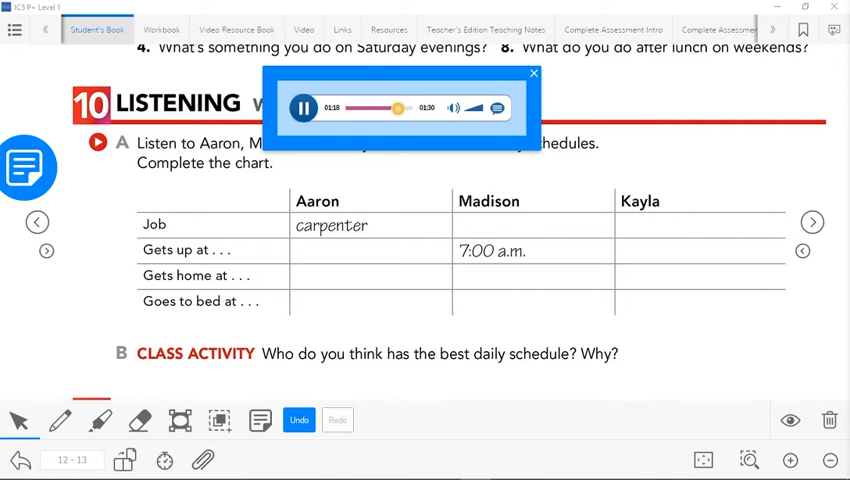 IC5 P+ Level 1
Student's Book Workbook Video Resource Book Video Links Resources Teacher's Edition Teaching Notes Complete Assessment Intro Complete Assessmen
4. What's something you do on Saturday evenings? 8. What do you do after lunch on weekends?
10 LISTENING
01:18 01:30
A Listen to Aaron, M hedules.
Complete the chart.
Aaron Madison Kayla
Job carpenter
Gets up at . . . 7:00 a.m.
Gets home at . . .
Goes to bed at . . .
B CLASS ACTIVITY Who do you think has the best daily schedule? Why?
Undo Redo
12 - 13